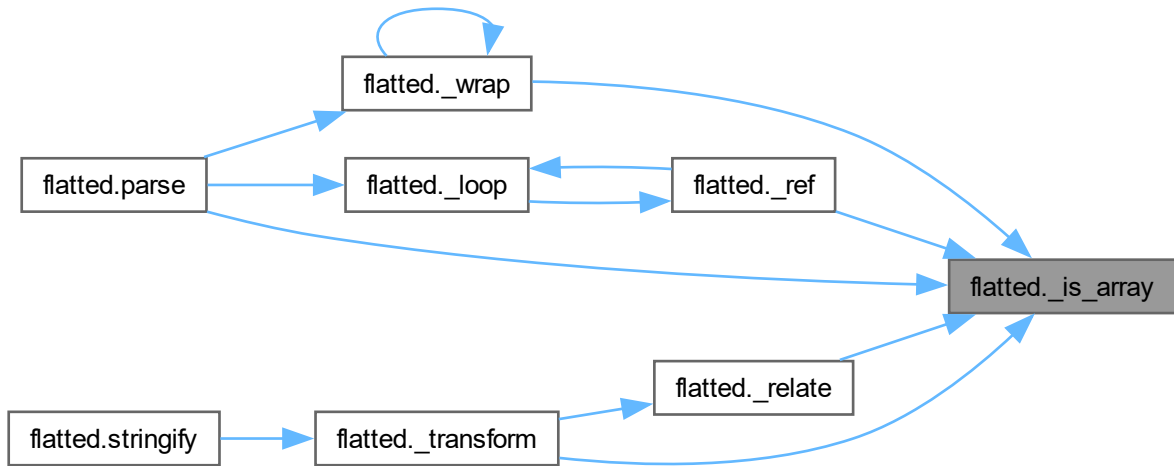 flatted._wrap
flatted.parse
flatted._loop
flatted._ref
flatted._is_array
flatted._relate
flatted.stringify
flatted._transform